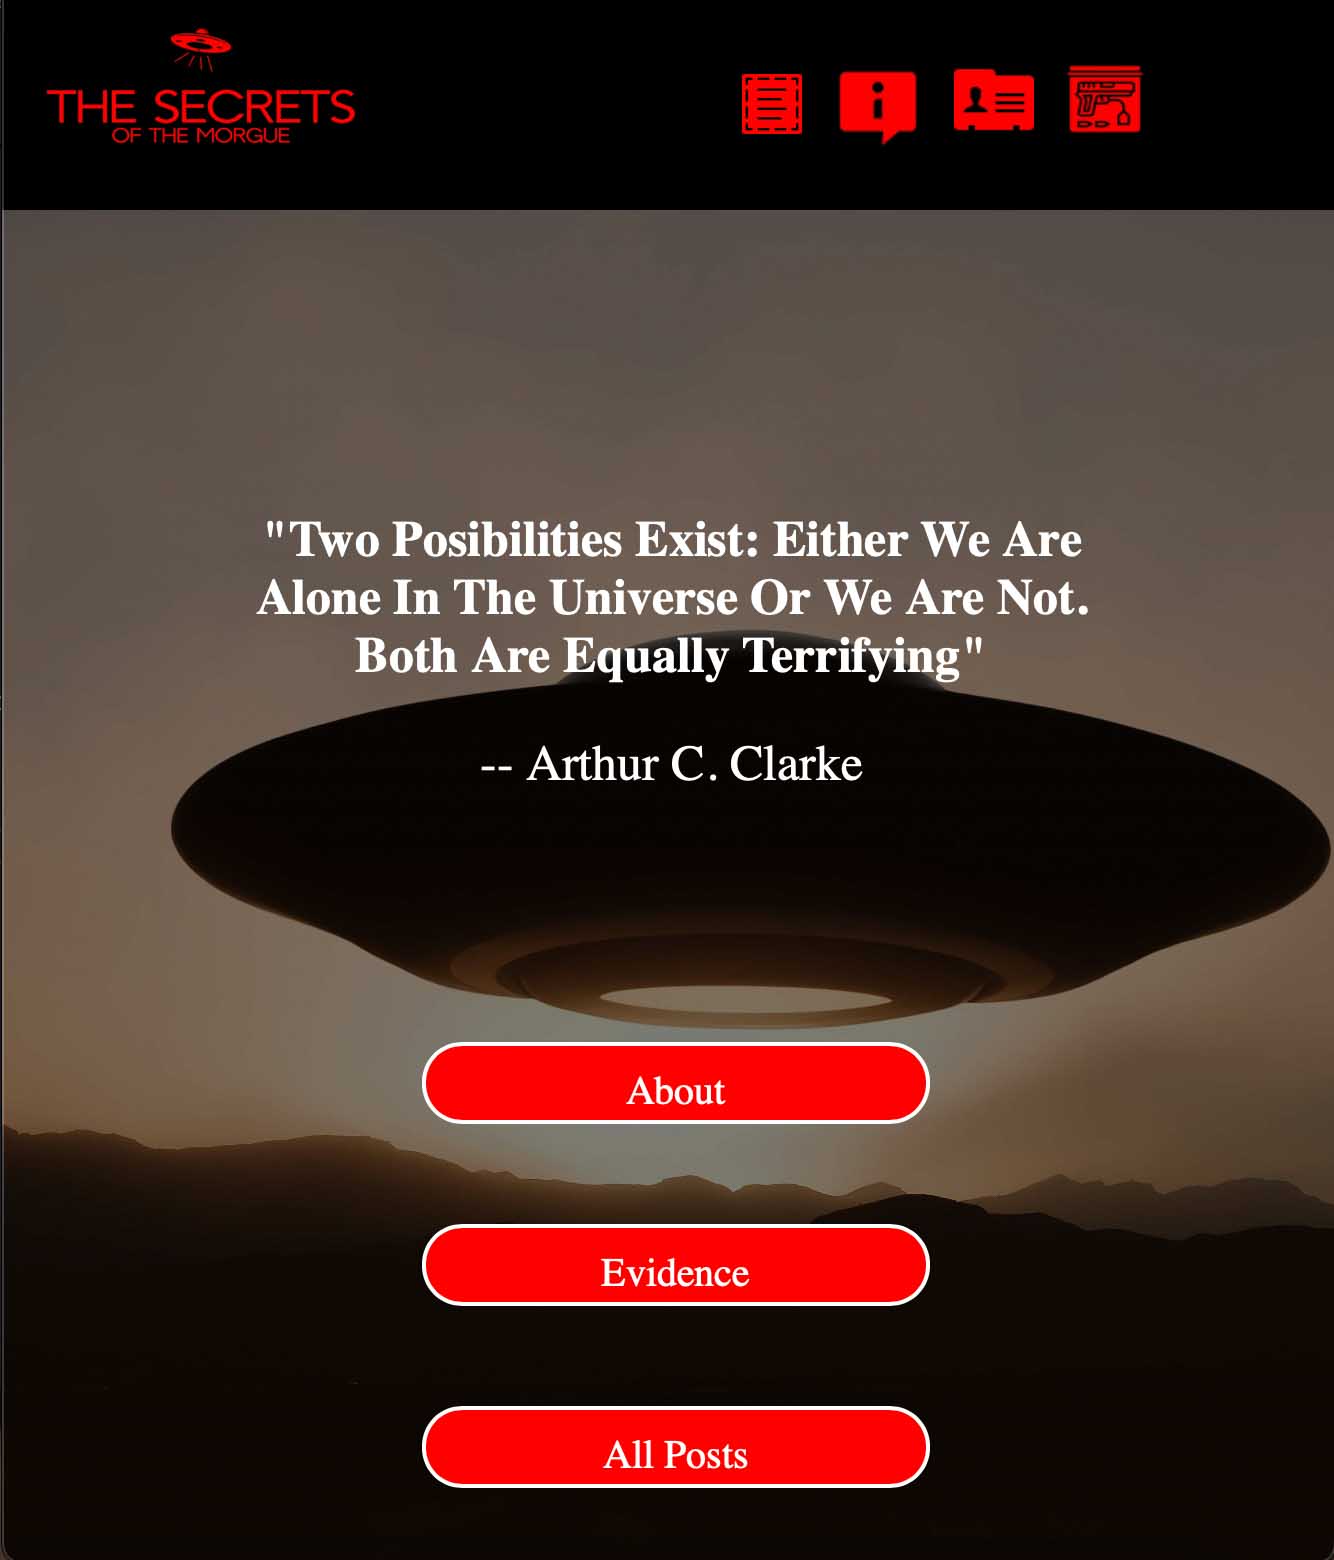 THE SECRETS
OF THE MORGUE
"Two Posibilities Exist: Either We Are
Alone In The Universe Or We Are Not.
Both Are Equally Terrifying"
-- Arthur C. Clarke
About
Evidence
All Posts